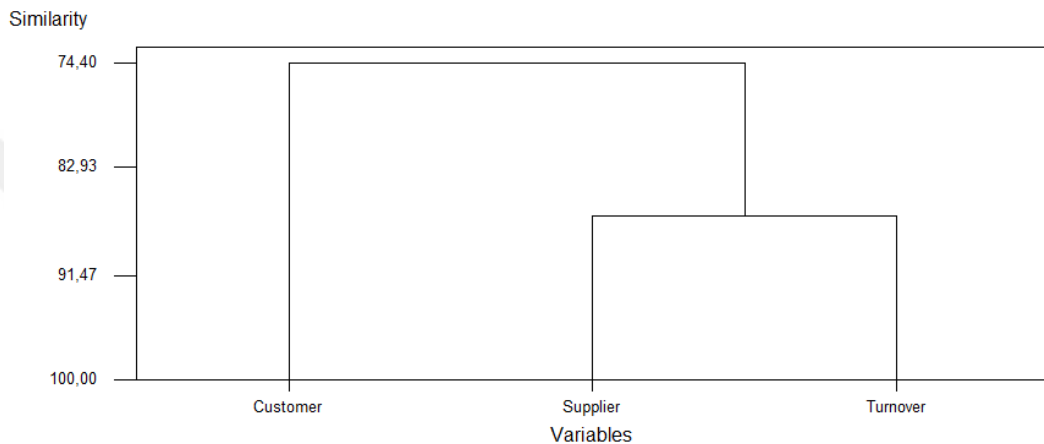 Similarity
74,40
82,93
91,47
100,00
Customer Supplier Turnover
Variables